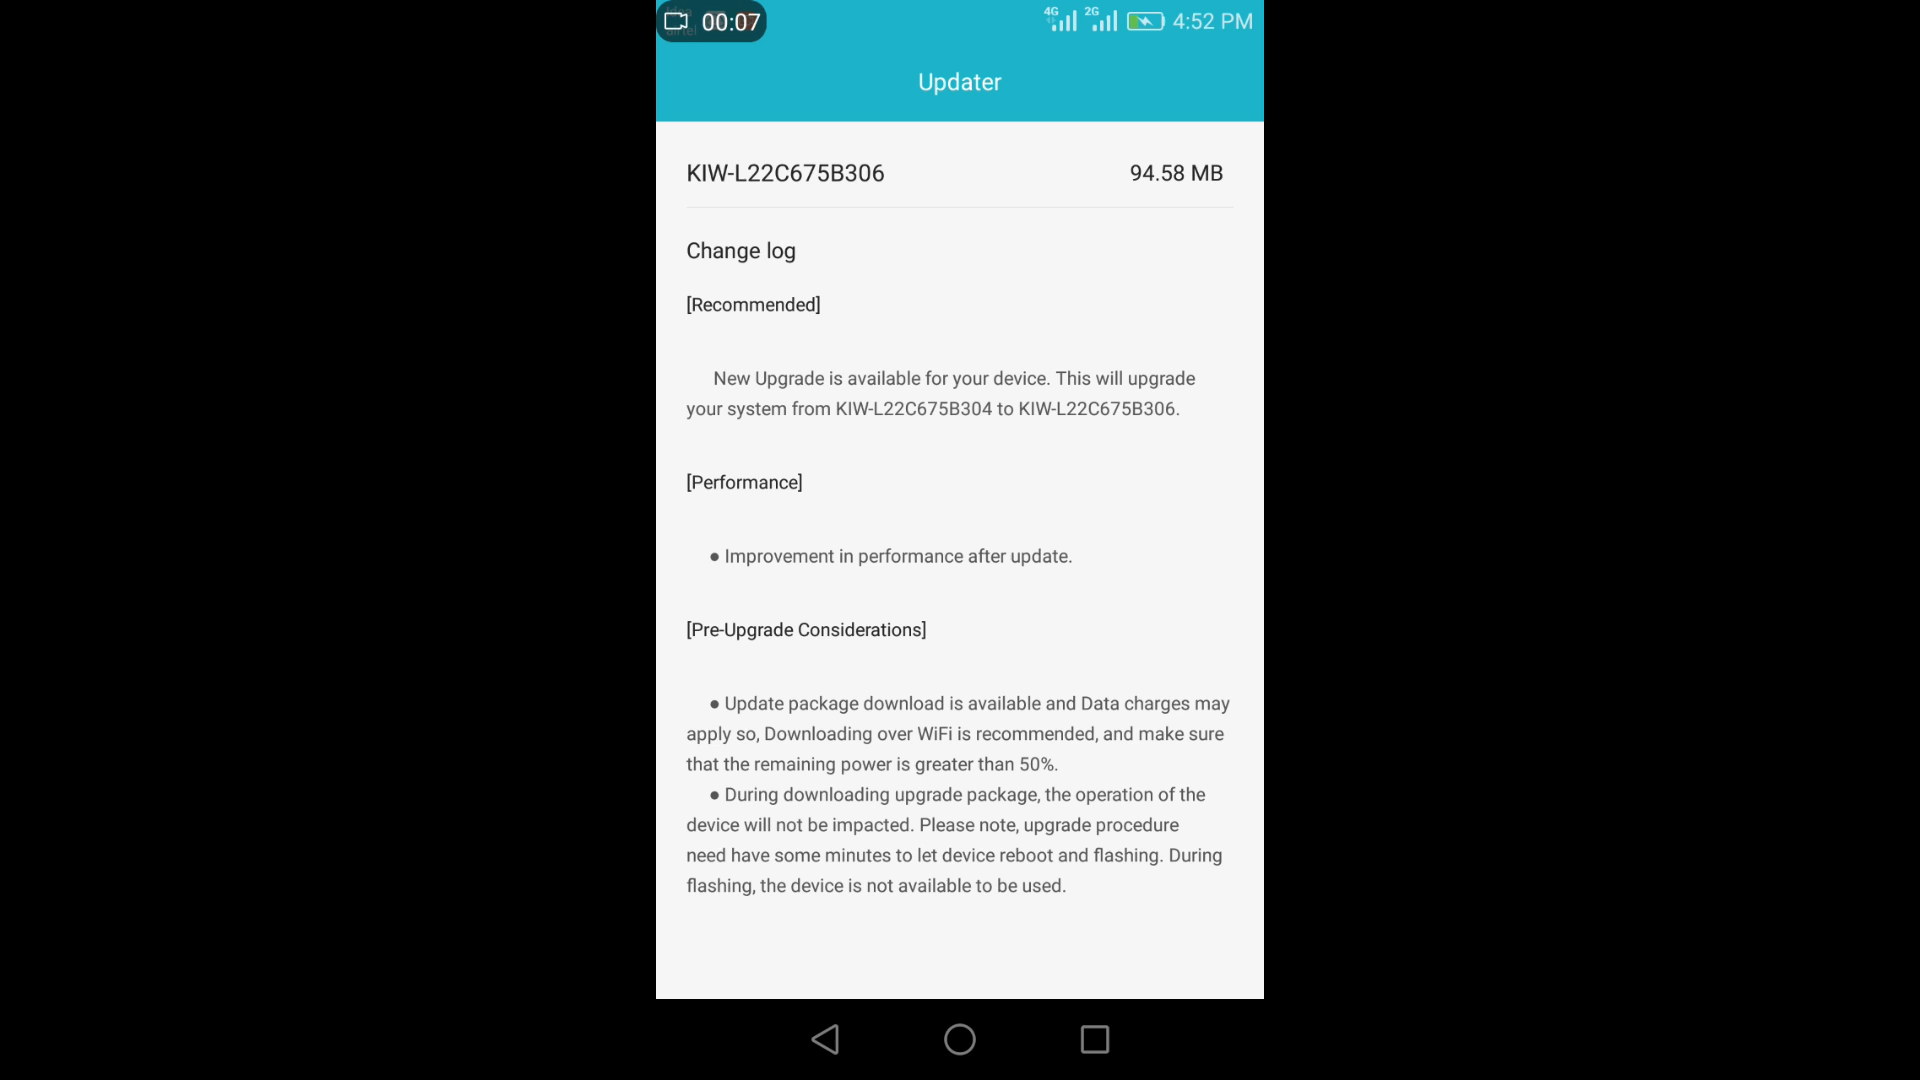 00:07
4G 2G 4:52 PM
airtel
Updater
KIW-L22C675B306 94.58 MB
Change log
[Recommended]
New Upgrade is available for your device. This will upgrade
your system from KIW-L22C675B304 to KIW-L22C675B306.
[Performance]
● Improvement in performance after update.
[Pre-Upgrade Considerations]
● Update package download is available and Data charges may
apply so, Downloading over WiFi is recommended, and make sure
that the remaining power is greater than 50%.
● During downloading upgrade package, the operation of the
device will not be impacted. Please note, upgrade procedure
need have some minutes to let device reboot and flashing. During
flashing, the device is not available to be used.